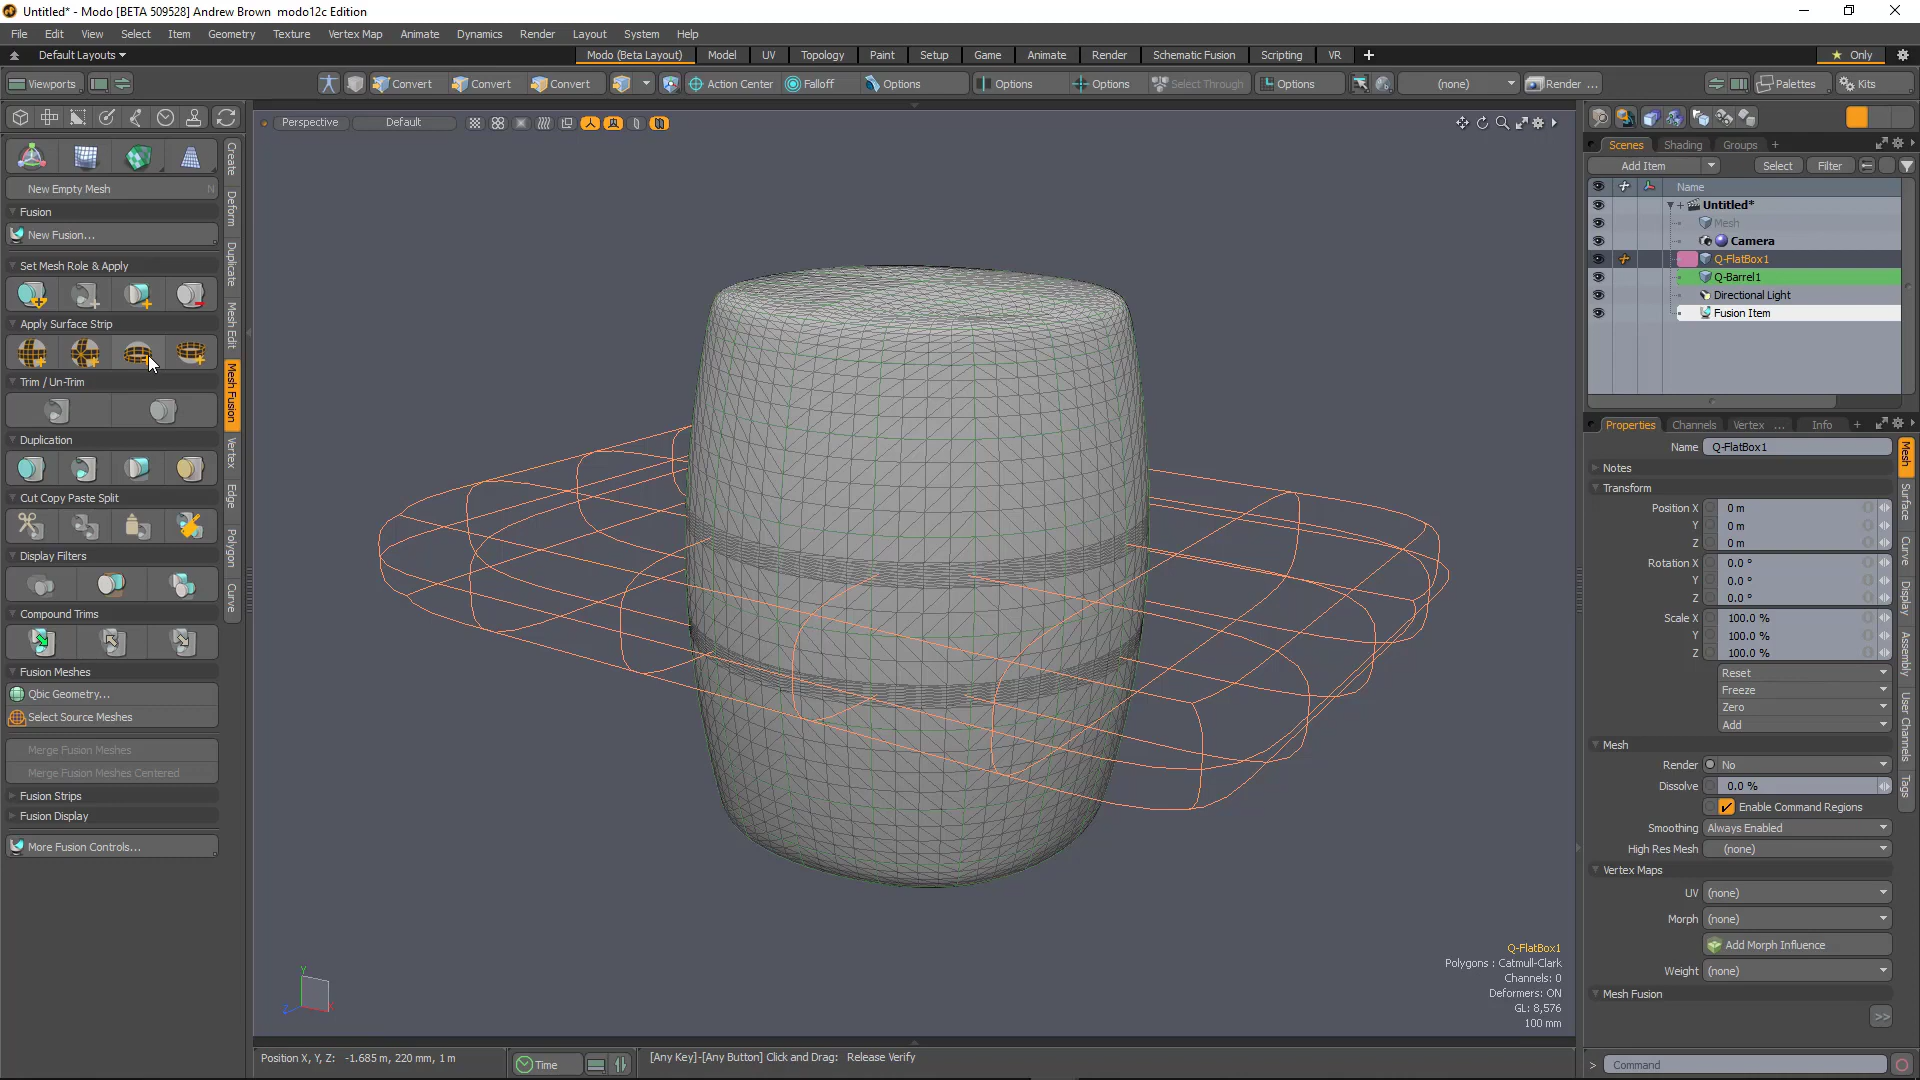 Untitled* - Modo [BETA 509528] Andrew Brown  modo12c Edition
File Edit View Select Item Geometry Texture Vertex Map Animate Dynamics Render Layout System Help
Default Layouts Modo (Beta Layout) Model UV Topology Paint Setup Game Animate Render Schematic Fusion Scripting VR + Only
Viewports Convert Convert Convert Action Center Falloff Options Options Options Select Through Options (none) Render ... Palettes Kits
Perspective Default
Create
Deform
Duplicate
Mesh Edit
Mesh Fusion
Vertex
Edge
Polygon
Curve
New Empty Mesh N
Fusion
New Fusion...
Set Mesh Role & Apply
Apply Surface Strip
Trim / Un-Trim
Duplication
Cut Copy Paste Split
Display Filters
Compound Trims
Fusion Meshes
Qbic Geometry...
Select Source Meshes
Merge Fusion Meshes
Merge Fusion Meshes Centered
Fusion Strips
Fusion Display
More Fusion Controls...
Y
Z
X
Q-FlatBox1
Polygons : Catmull-Clark
Channels: 0
Deformers: ON
GL: 8,576
100 mm
Position X, Y, Z: -1.685 m, 220 mm, 1 m
Time
[Any Key]-[Any Button] Click and Drag: Release Verify
Scenes Shading Groups +
Add Item Select Filter
Name
Untitled*
Mesh
Camera
Q-FlatBox1
Q-Barrel1
Directional Light
Fusion Item
Properties Channels Vertex ... Info +
Name Q-FlatBox1
Notes
Transform
Position X 0 m
Y 0 m
Z 0 m
Rotation X 0.0 °
Y 0.0 °
Z 0.0 °
Scale X 100.0 %
Y 100.0 %
Z 100.0 %
Reset
Freeze
Zero
Add
Mesh
Render No
Dissolve 0.0 %
Enable Command Regions
Smoothing Always Enabled
High Res Mesh (none)
Vertex Maps
UV (none)
Morph (none)
Add Morph Influence
Weight (none)
Mesh Fusion
>>
Mesh
Surface
Curve
Display
Assembly
User Channels
Tags
> Command